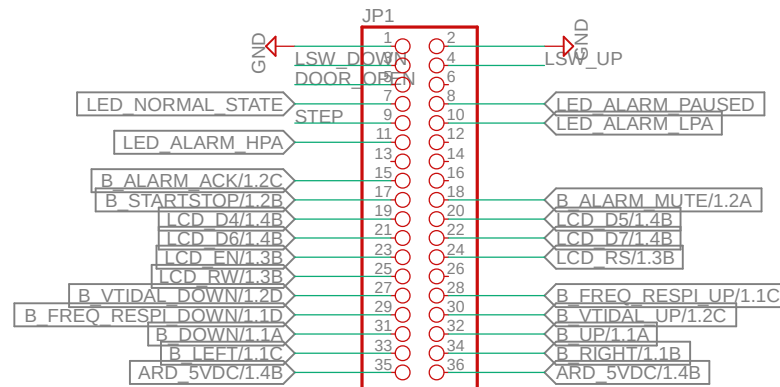 JP1
GND 1 2 GND
LSW_DOWN 3 4 LSW_UP
DOOR_OPEN 5 6
LED_NORMAL_STATE 7 8 LED_ALARM_PAUSED
STEP 9 10 LED_ALARM_LPA
LED_ALARM_HPA 11 12
13 14
B_ALARM_ACK/1.2C 15 16
B_STARTSTOP/1.2B 17 18 B_ALARM_MUTE/1.2A
LCD_D4/1.4B 19 20 LCD_D5/1.4B
LCD_D6/1.4B 21 22 LCD_D7/1.4B
LCD_EN/1.3B 23 24 LCD_RS/1.3B
LCD_RW/1.3B 25 26
B_VTIDAL_DOWN/1.2D 27 28 B_FREQ_RESPI_UP/1.1C
B_FREQ_RESPI_DOWN/1.1D 29 30 B_VTIDAL_UP/1.2C
B_DOWN/1.1A 31 32 B_UP/1.1A
B_LEFT/1.1C 33 34 B_RIGHT/1.1B
ARD_5VDC/1.4B 35 36 ARD_5VDC/1.4B